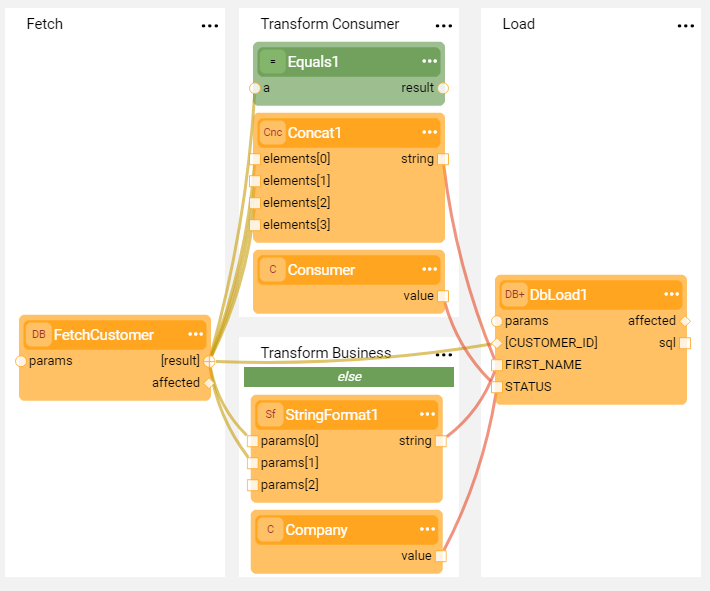 Fetch
DB FetchCustomer
params [result]
affected
Transform Consumer
= Equals1
a result
Cnc Concat1
elements[0] string
elements[1]
elements[2]
elements[3]
C Consumer
value
Transform Business
else
Sf StringFormat1
params[0] string
params[1]
params[2]
C Company
value
Load
DB+ DbLoad1
params affected
[CUSTOMER_ID] sql
FIRST_NAME
STATUS